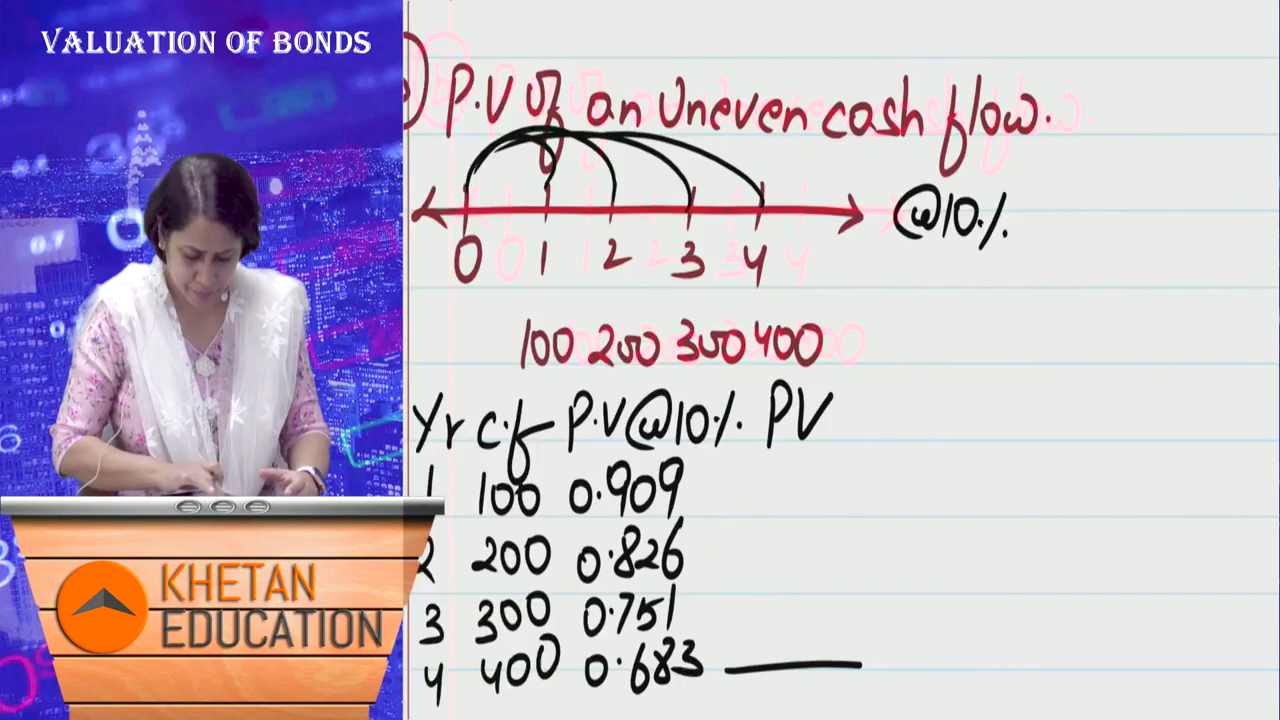 VALUATION OF BONDS
P.V of an Uneven cash flow.
@10%
0 1 2 3 4
100 200 300 400
Yr c.f P.V@10% PV
1 100 0.909
2 200 0.826
3 300 0.751
4 400 0.683
KHETAN
EDUCATION